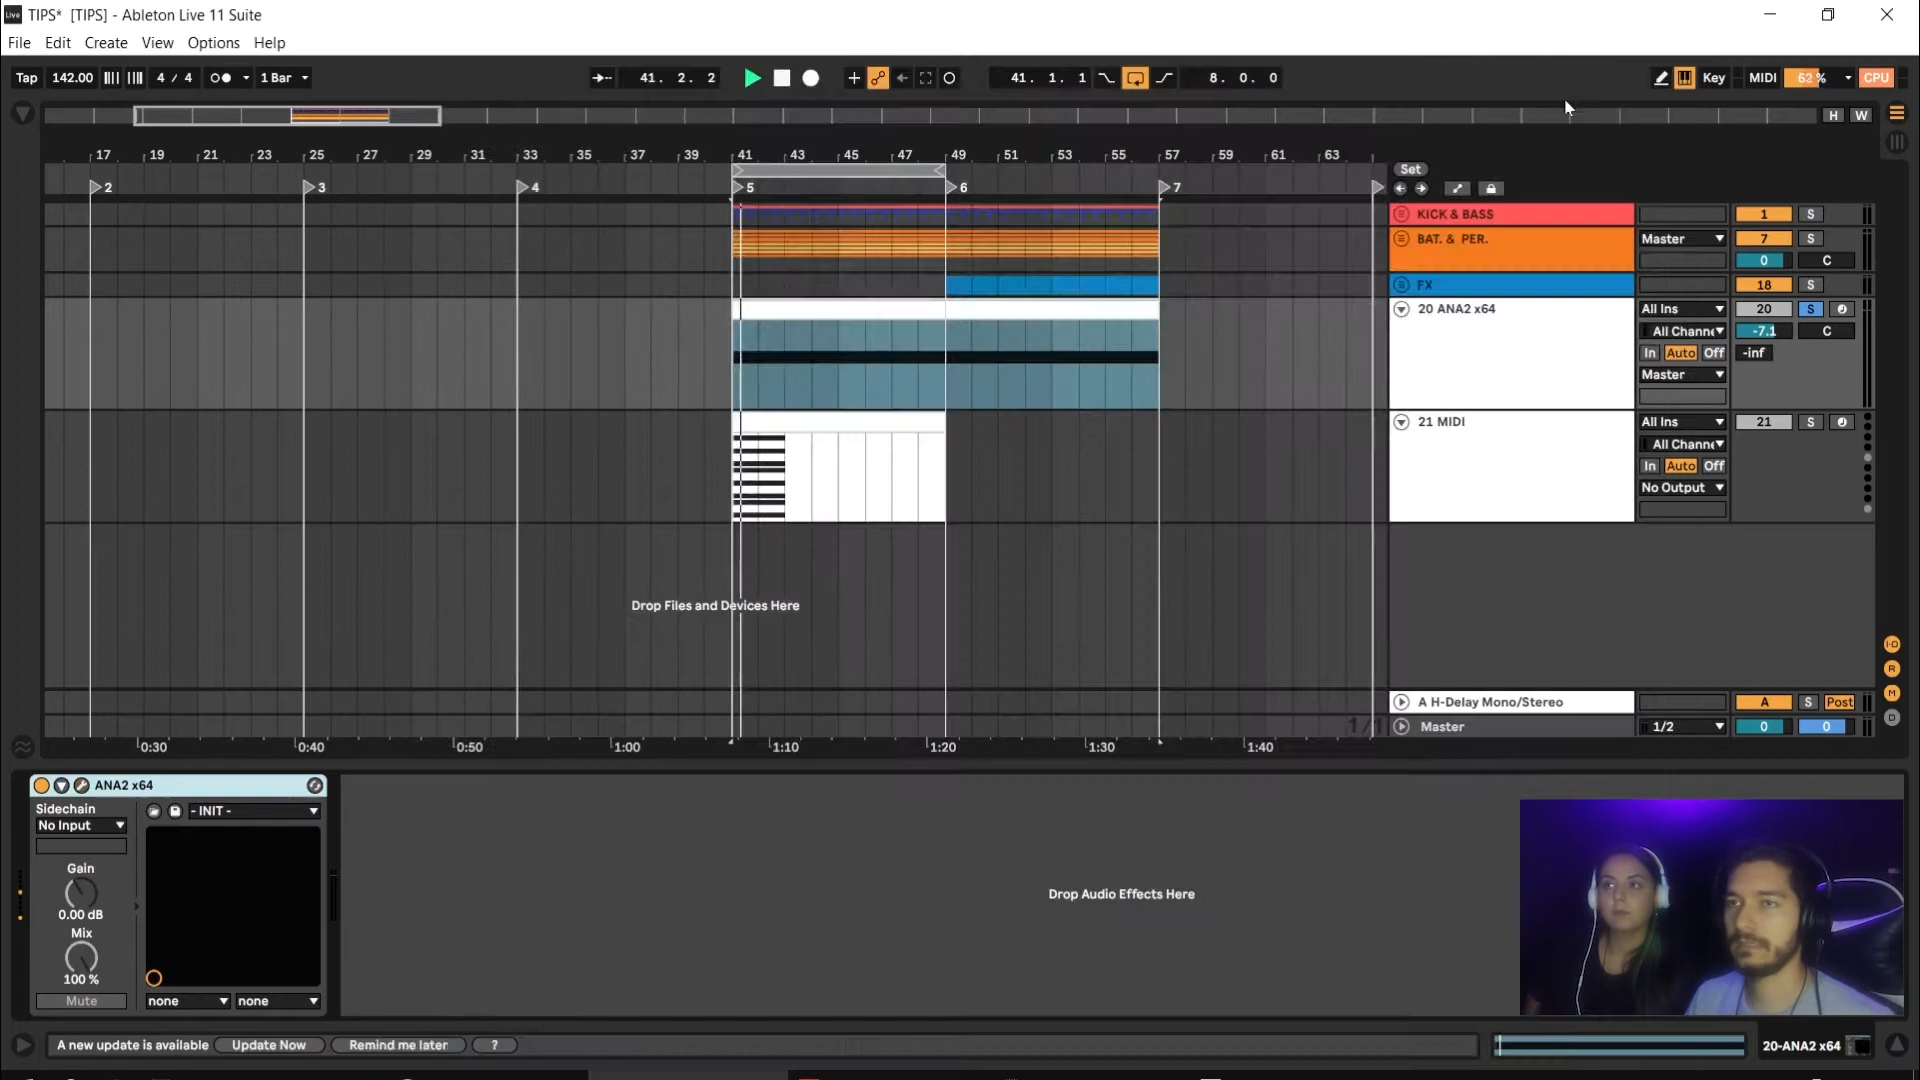 Live TIPS* [TIPS] - Ableton Live 11 Suite
File Edit Create View Options Help
Tap 142.00 4 / 4 1 Bar 41. 2. 2 41. 1. 1 8. 0. 0 Key MIDI 62 % CPU
H W
17 19 21 23 25 27 29 31 33 35 37 39 41 43 45 47 49 51 53 55 57 59 61 63
Set
2 3 4 5 6 7
KICK & BASS 1 S
BAT. & PER. Master 7 S
0 C
FX 18 S
20 ANA2 x64 All Ins 20 S
All Channe -7.1 C
In Auto Off -inf
Master
21 MIDI All Ins 21 S
All Channe
In Auto Off
No Output
Drop Files and Devices Here
A H-Delay Mono/Stereo A S Post
1/1 Master 1/2 0 0
0:30 0:40 0:50 1:00 1:10 1:20 1:30 1:40
I·O
R
M
D
ANA2 x64
Sidechain
No Input
- INIT -
Gain
0.00 dB
Mix
100 %
Mute
none none
Drop Audio Effects Here
A new update is available Update Now Remind me later ?
20-ANA2 x64